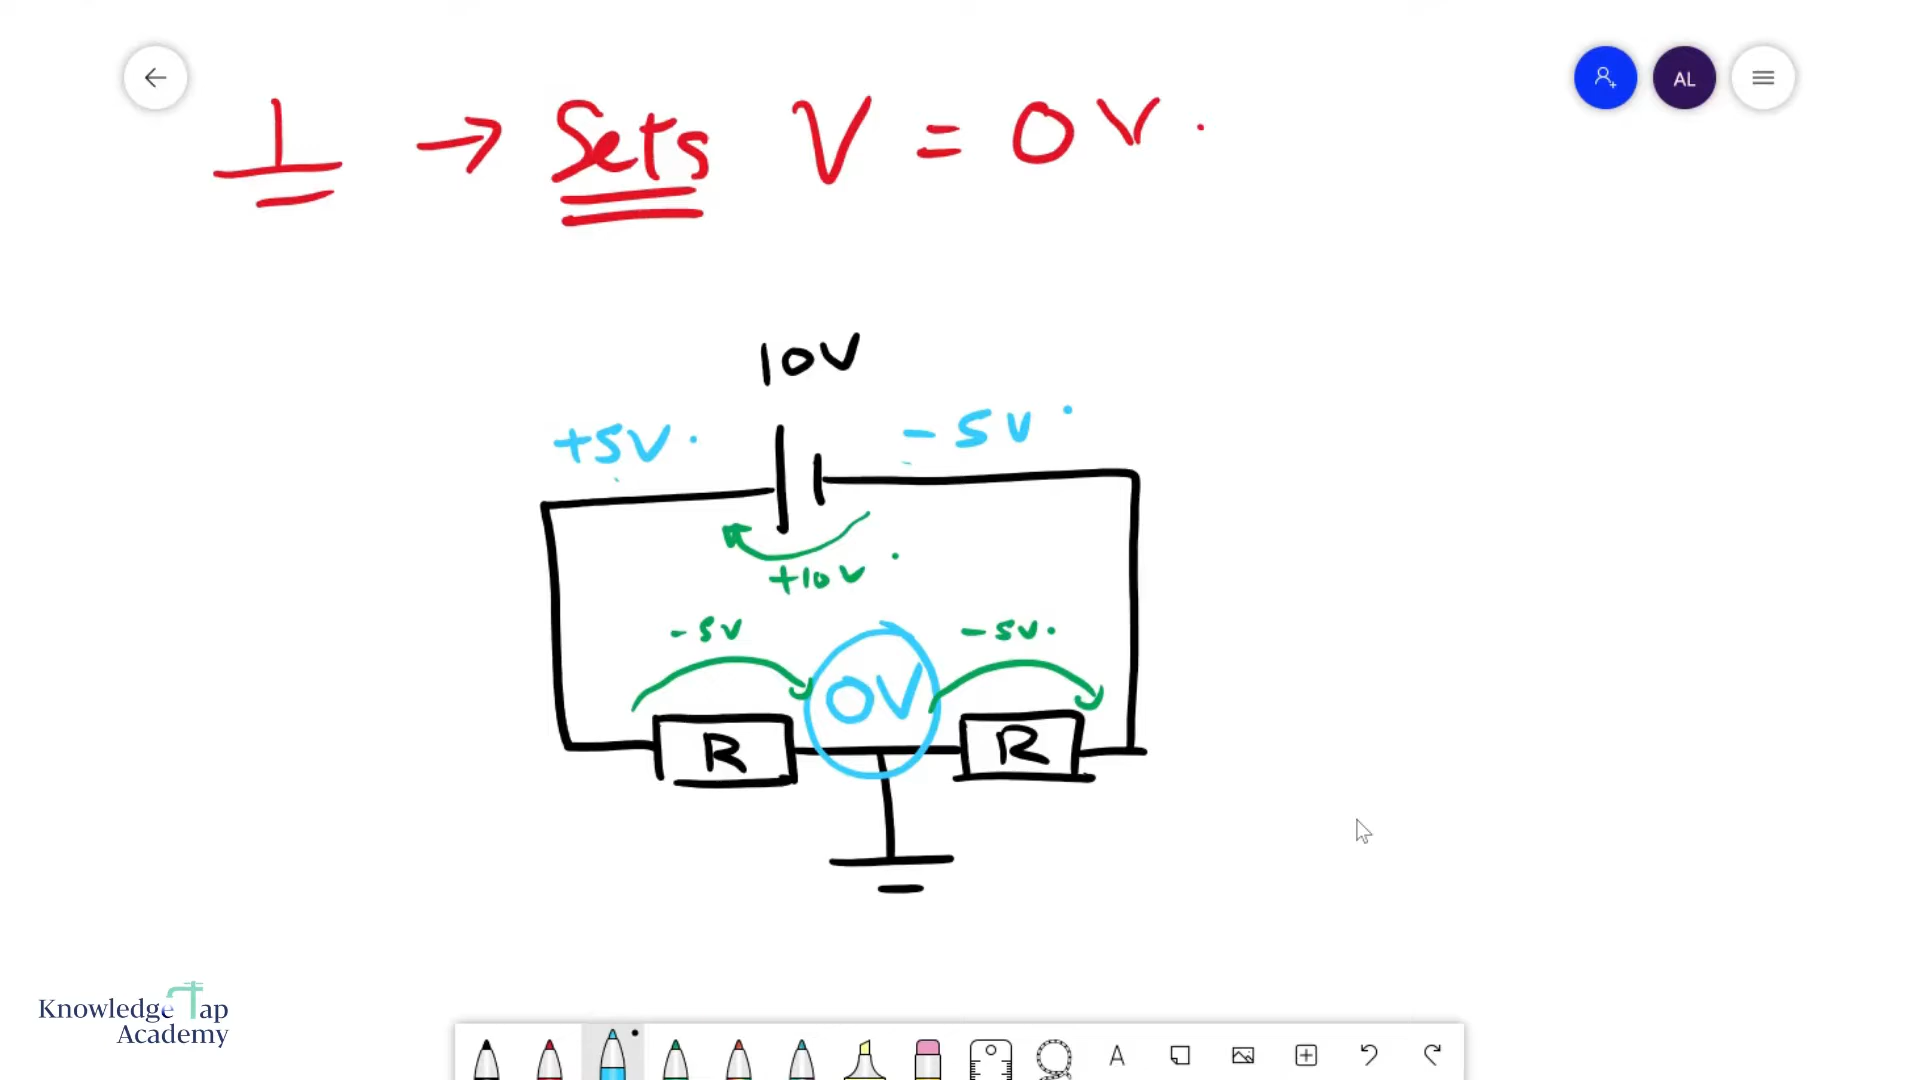 → Sets V = 0V.
AL
10V
+5V. -5V.
+10V.
-5V 0V -5V.
R R
Knowledge Tap
Academy
A